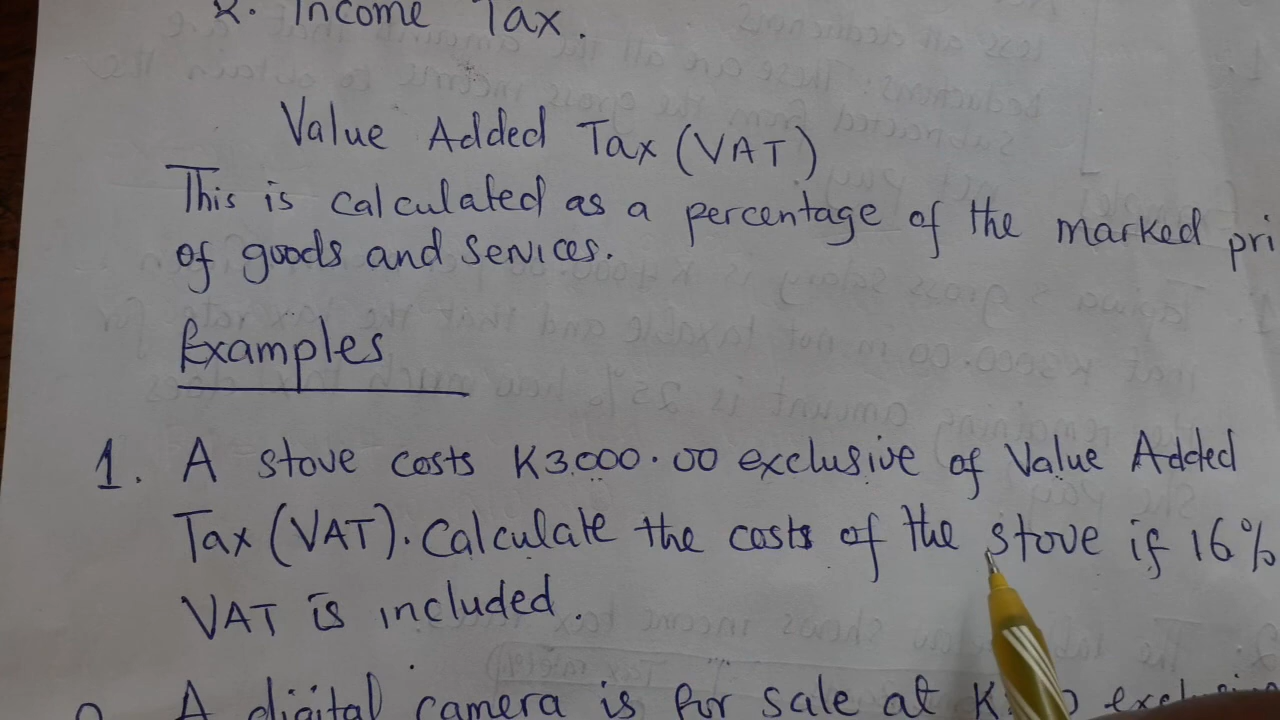 2. Income Tax.
Value Added Tax (VAT)
This is calculated as a percentage of the marked pri
of goods and services.
Examples
1. A stove costs K3000.00 exclusive of Value Added
Tax (VAT). Calculate the costs of the stove if 16%
VAT is included.
A digital camera is for sale at